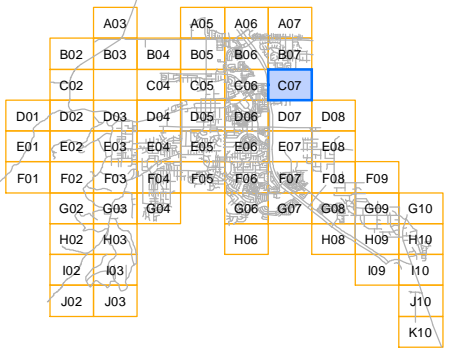 A03 A05 A06 A07
B02 B03 B04 B05 B06 B07
C02 C04 C05 C06 C07
D01 D02 D03 D04 D05 D06 D07 D08
E01 E02 E03 E04 E05 E06 E07 E08
F01 F02 F03 F04 F05 F06 F07 F08 F09
G02 G03 G04 G06 G07 G08 G09 G10
H02 H03 H06 H08 H09 H10
I02 I03 I09 I10
J02 J03 J10
K10